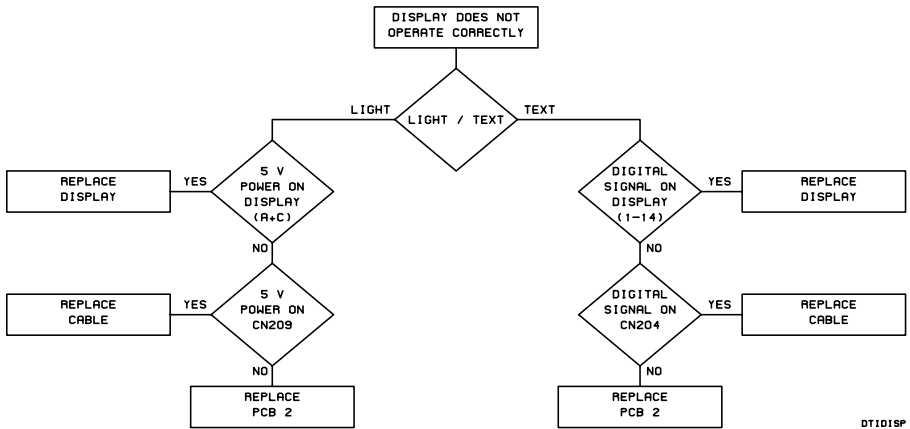 DISPLAY DOES NOT
OPERATE CORRECTLY
LIGHT
LIGHT / TEXT
TEXT
5 V
POWER ON
DISPLAY
(A+C)
YES
REPLACE
DISPLAY
NO
5 V
POWER ON
CN209
YES
REPLACE
CABLE
NO
REPLACE
PCB 2
DIGITAL
SIGNAL ON
DISPLAY
(1-14)
YES
REPLACE
DISPLAY
NO
DIGITAL
SIGNAL ON
CN204
YES
REPLACE
CABLE
NO
REPLACE
PCB 2
DTIDISP